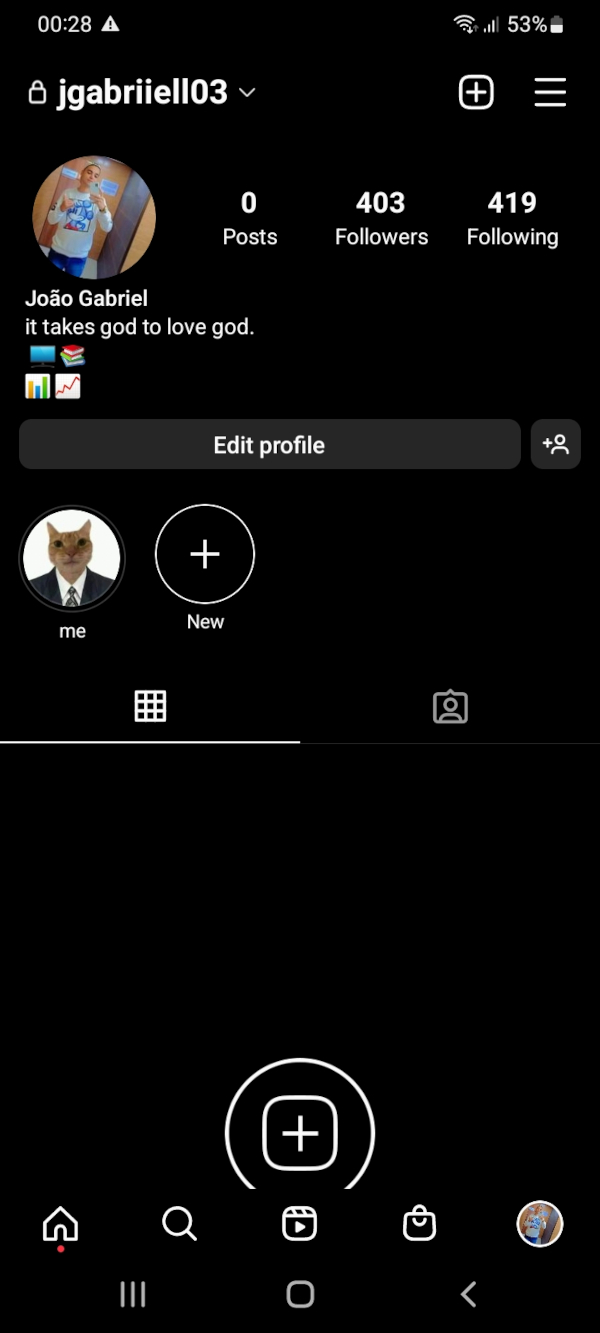 00:28 53%
jgabriiell03
0 403 419
Posts Followers Following
João Gabriel
it takes god to love god.
Edit profile
me New